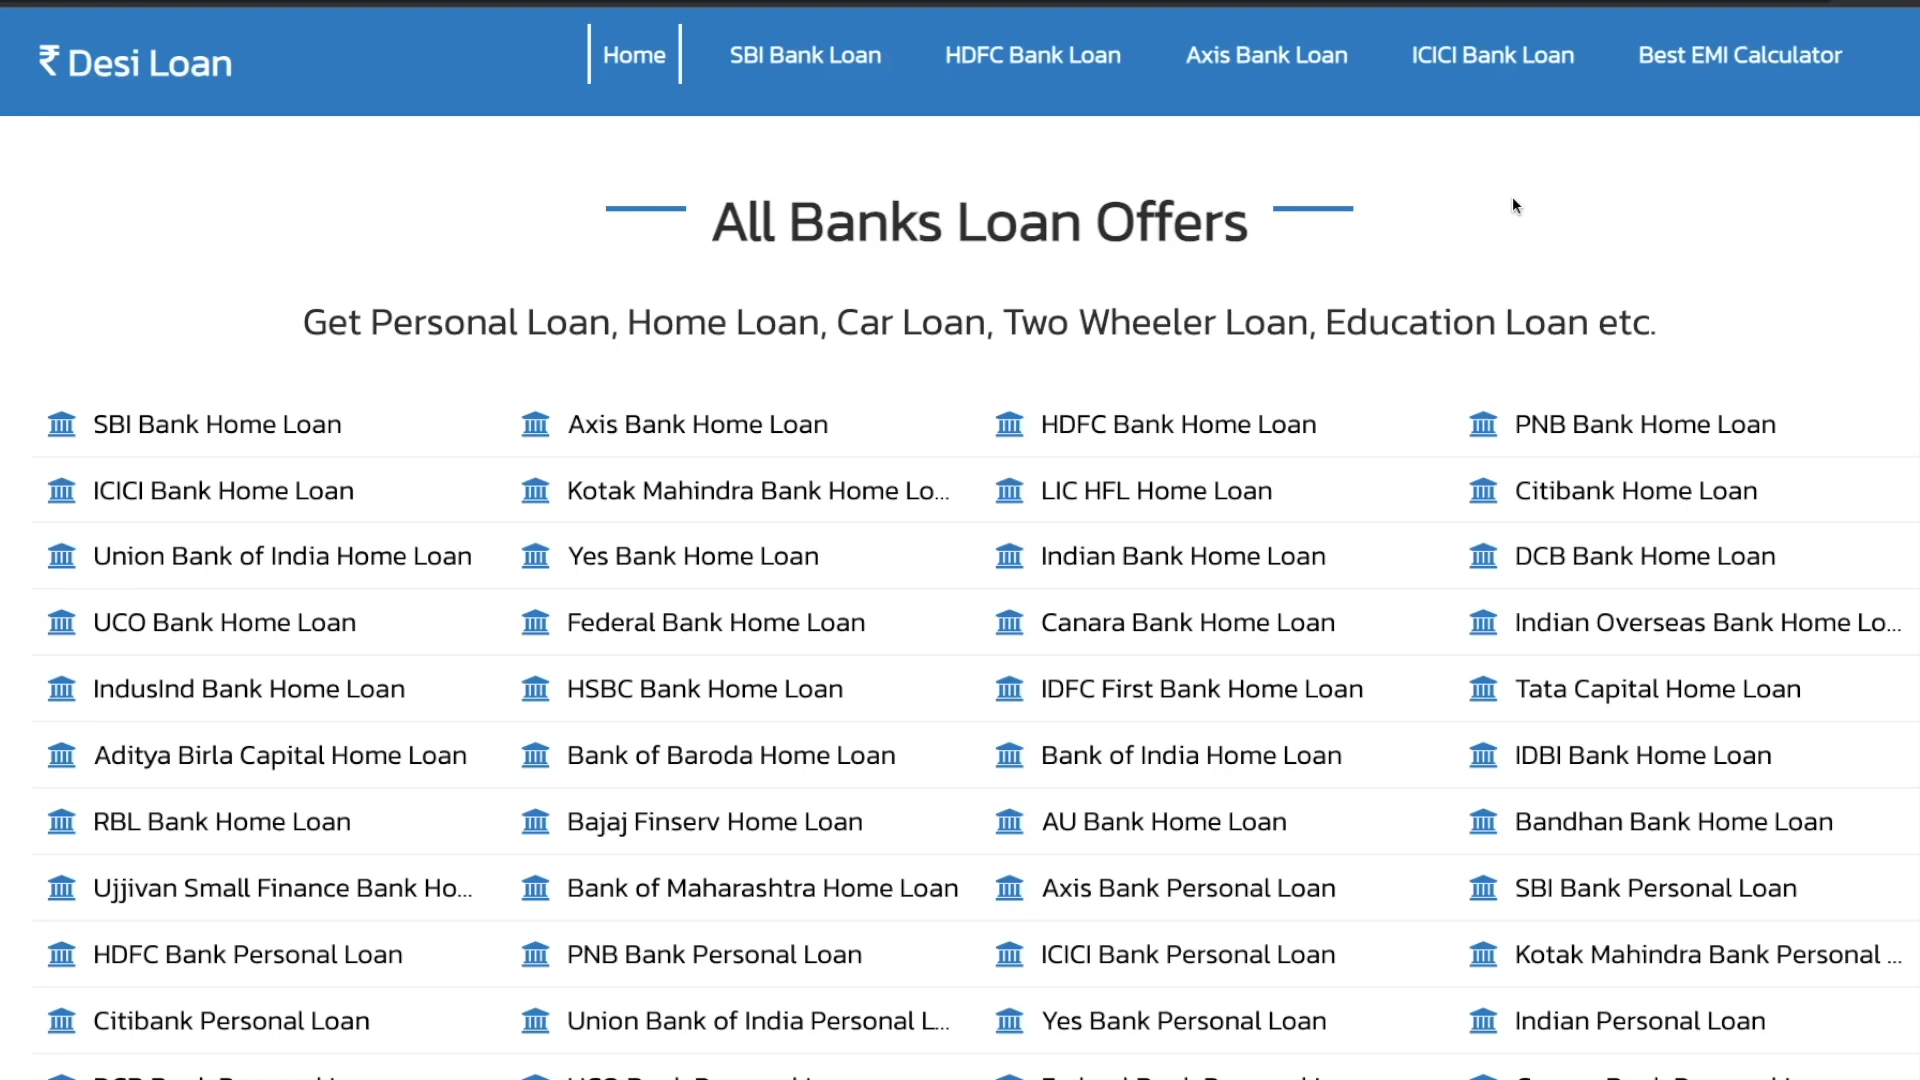 ₹ Desi Loan
Home
SBI Bank Loan
HDFC Bank Loan
Axis Bank Loan
ICICI Bank Loan
Best EMI Calculator
All Banks Loan Offers
Get Personal Loan, Home Loan, Car Loan, Two Wheeler Loan, Education Loan etc.
SBI Bank Home Loan
Axis Bank Home Loan
HDFC Bank Home Loan
PNB Bank Home Loan
ICICI Bank Home Loan
Kotak Mahindra Bank Home Lo...
LIC HFL Home Loan
Citibank Home Loan
Union Bank of India Home Loan
Yes Bank Home Loan
Indian Bank Home Loan
DCB Bank Home Loan
UCO Bank Home Loan
Federal Bank Home Loan
Canara Bank Home Loan
Indian Overseas Bank Home Lo...
IndusInd Bank Home Loan
HSBC Bank Home Loan
IDFC First Bank Home Loan
Tata Capital Home Loan
Aditya Birla Capital Home Loan
Bank of Baroda Home Loan
Bank of India Home Loan
IDBI Bank Home Loan
RBL Bank Home Loan
Bajaj Finserv Home Loan
AU Bank Home Loan
Bandhan Bank Home Loan
Ujjivan Small Finance Bank Ho...
Bank of Maharashtra Home Loan
Axis Bank Personal Loan
SBI Bank Personal Loan
HDFC Bank Personal Loan
PNB Bank Personal Loan
ICICI Bank Personal Loan
Kotak Mahindra Bank Personal ...
Citibank Personal Loan
Union Bank of India Personal L...
Yes Bank Personal Loan
Indian Personal Loan